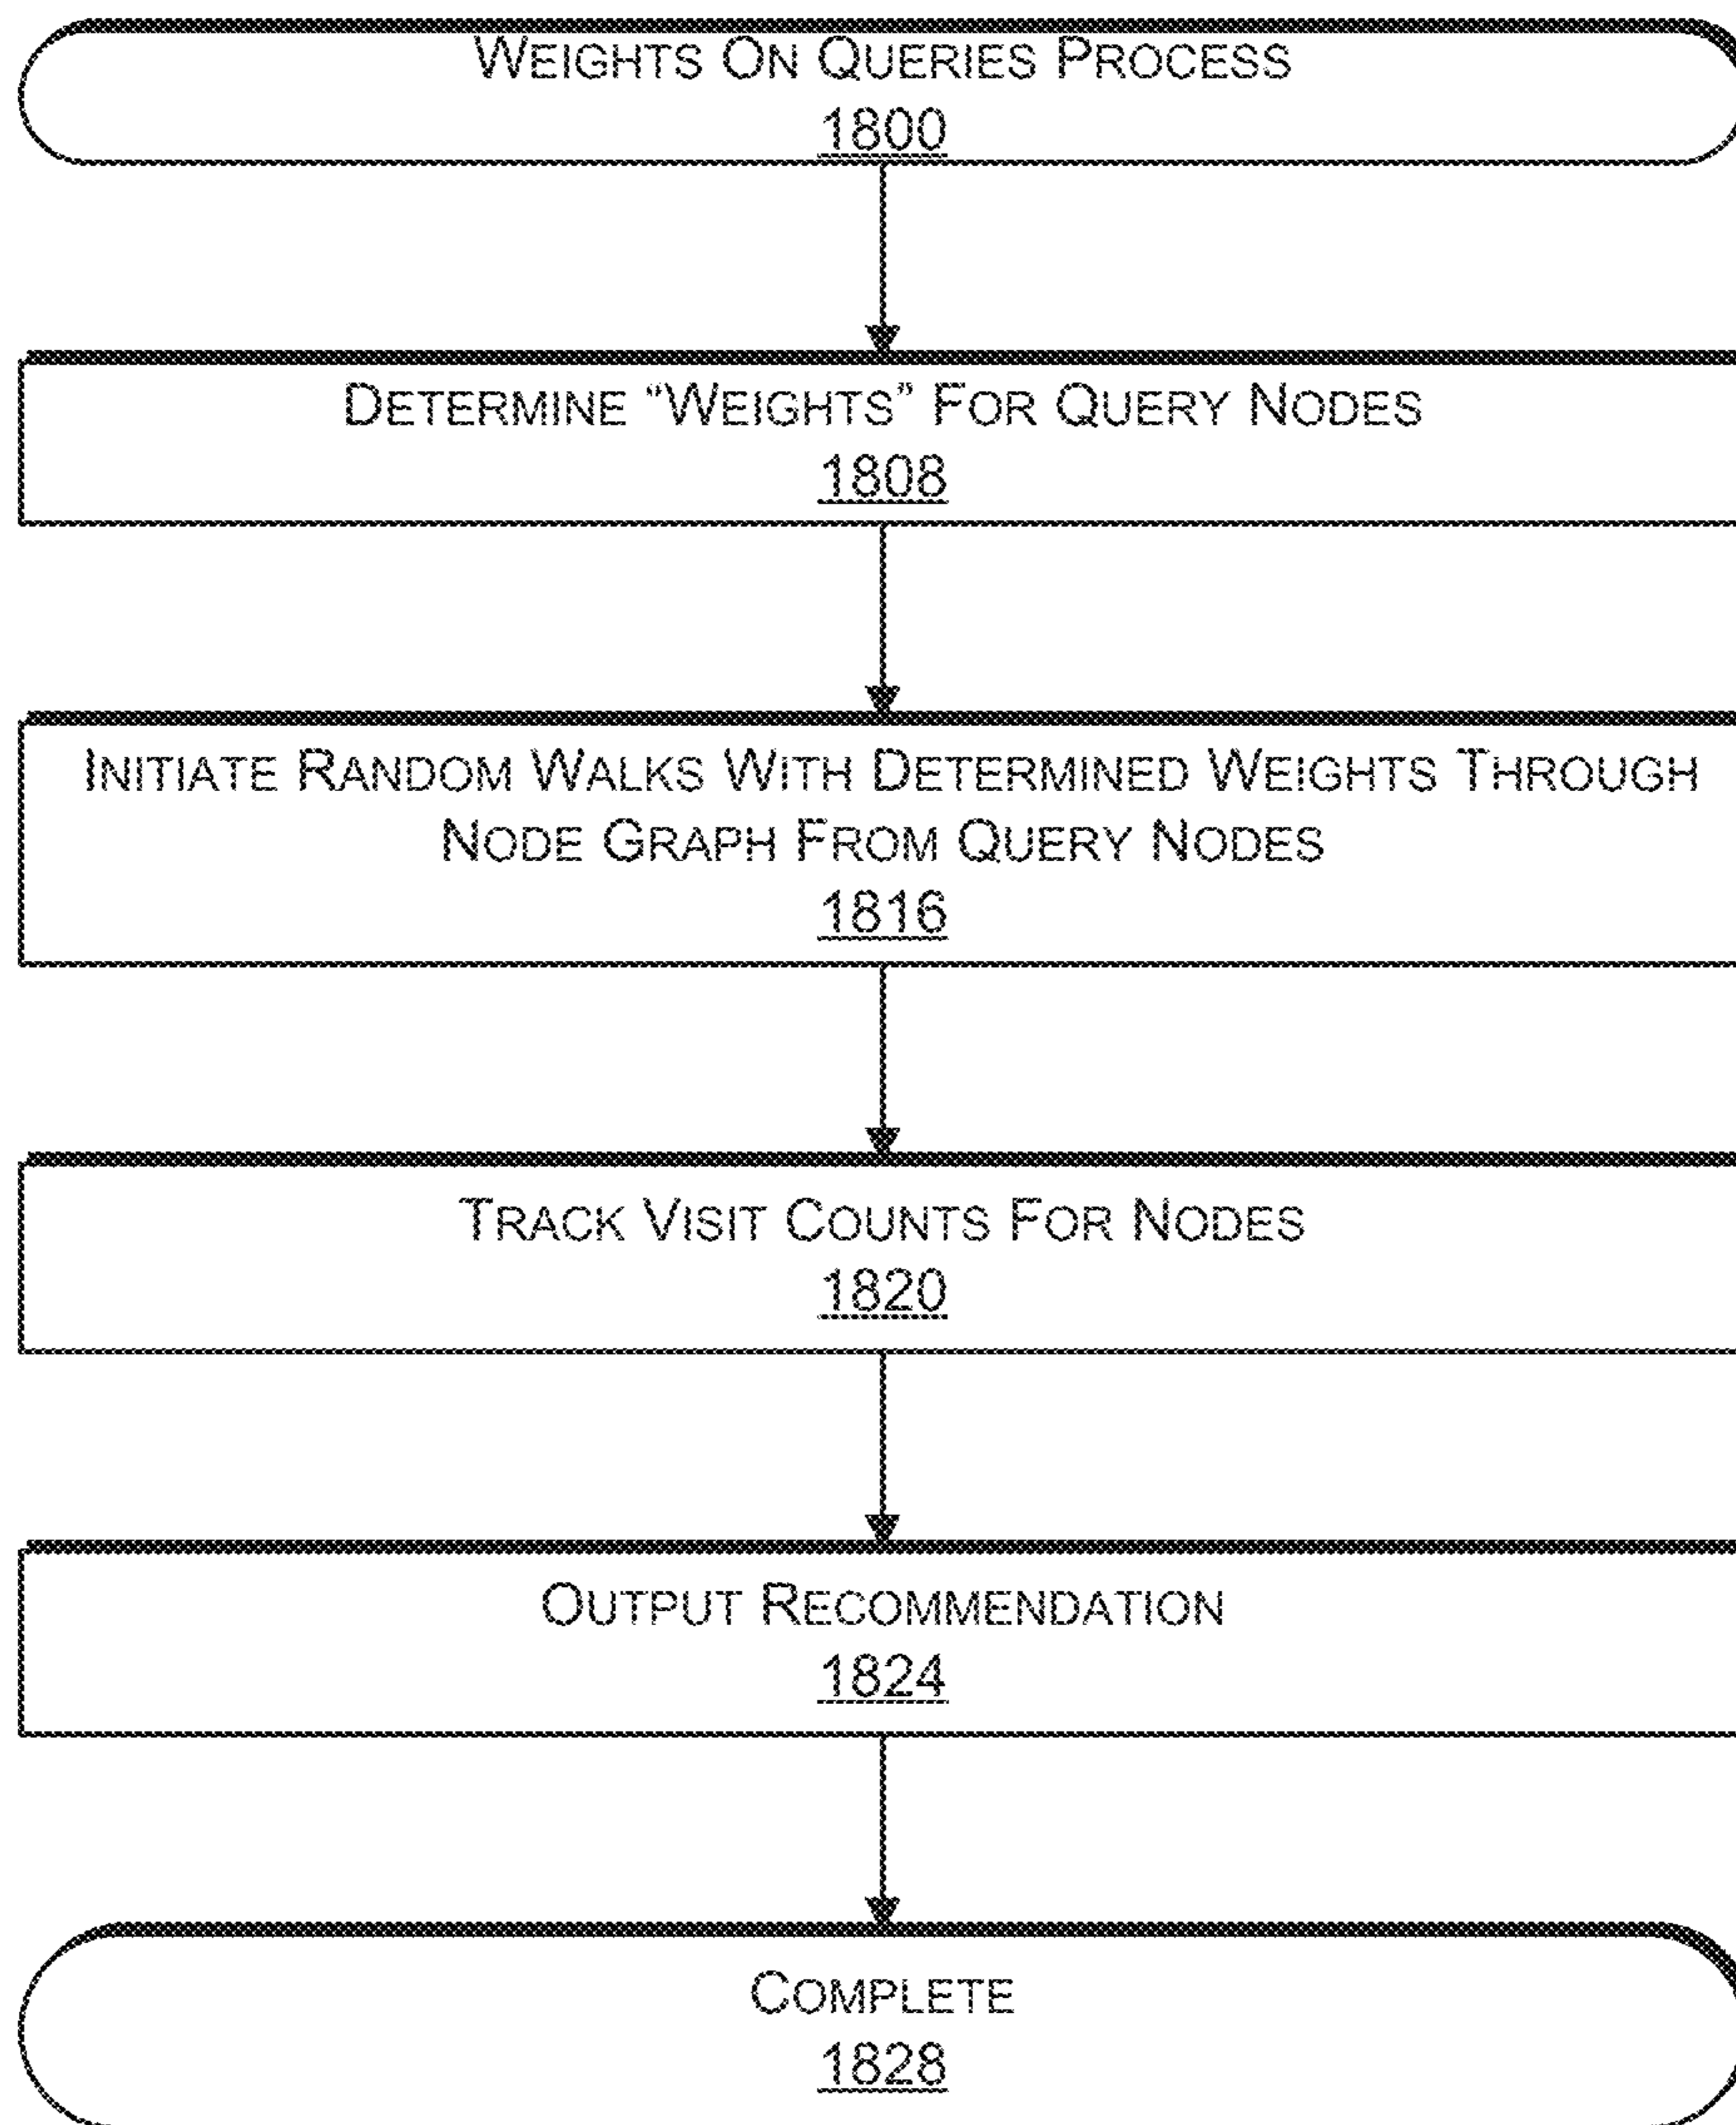 WEIGHTS ON QUERIES PROCESS
1800
DETERMINE “WEIGHTS” FOR QUERY NODES
1808
INITIATE RANDOM WALKS WITH DETERMINED WEIGHTS THROUGH
NODE GRAPH FROM QUERY NODES
1816
TRACK VISIT COUNTS FOR NODES
1820
OUTPUT RECOMMENDATION
1824
COMPLETE
1828